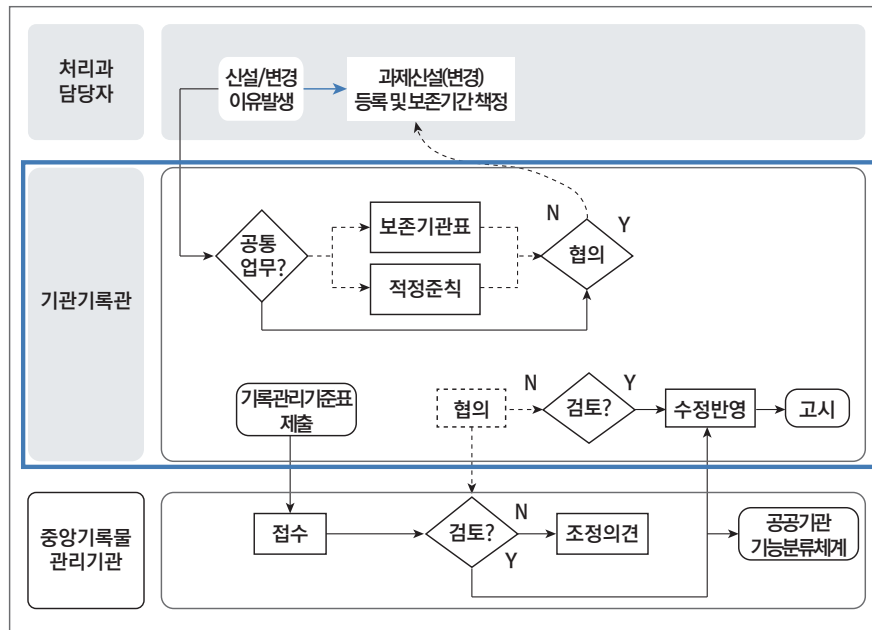 처리과
담당자
신설/변경
이유발생
과제신설(변경)
등록 및 보존기간 책정
기관기록관
공통
업무?
보존기관표
적정준칙
N
Y
협의
기록관리기준표
제출
협의
N
검토?
Y
수정반영
고시
중앙기록물
관리기관
접수
검토?
N
Y
조정의견
공공기관
기능분류체계